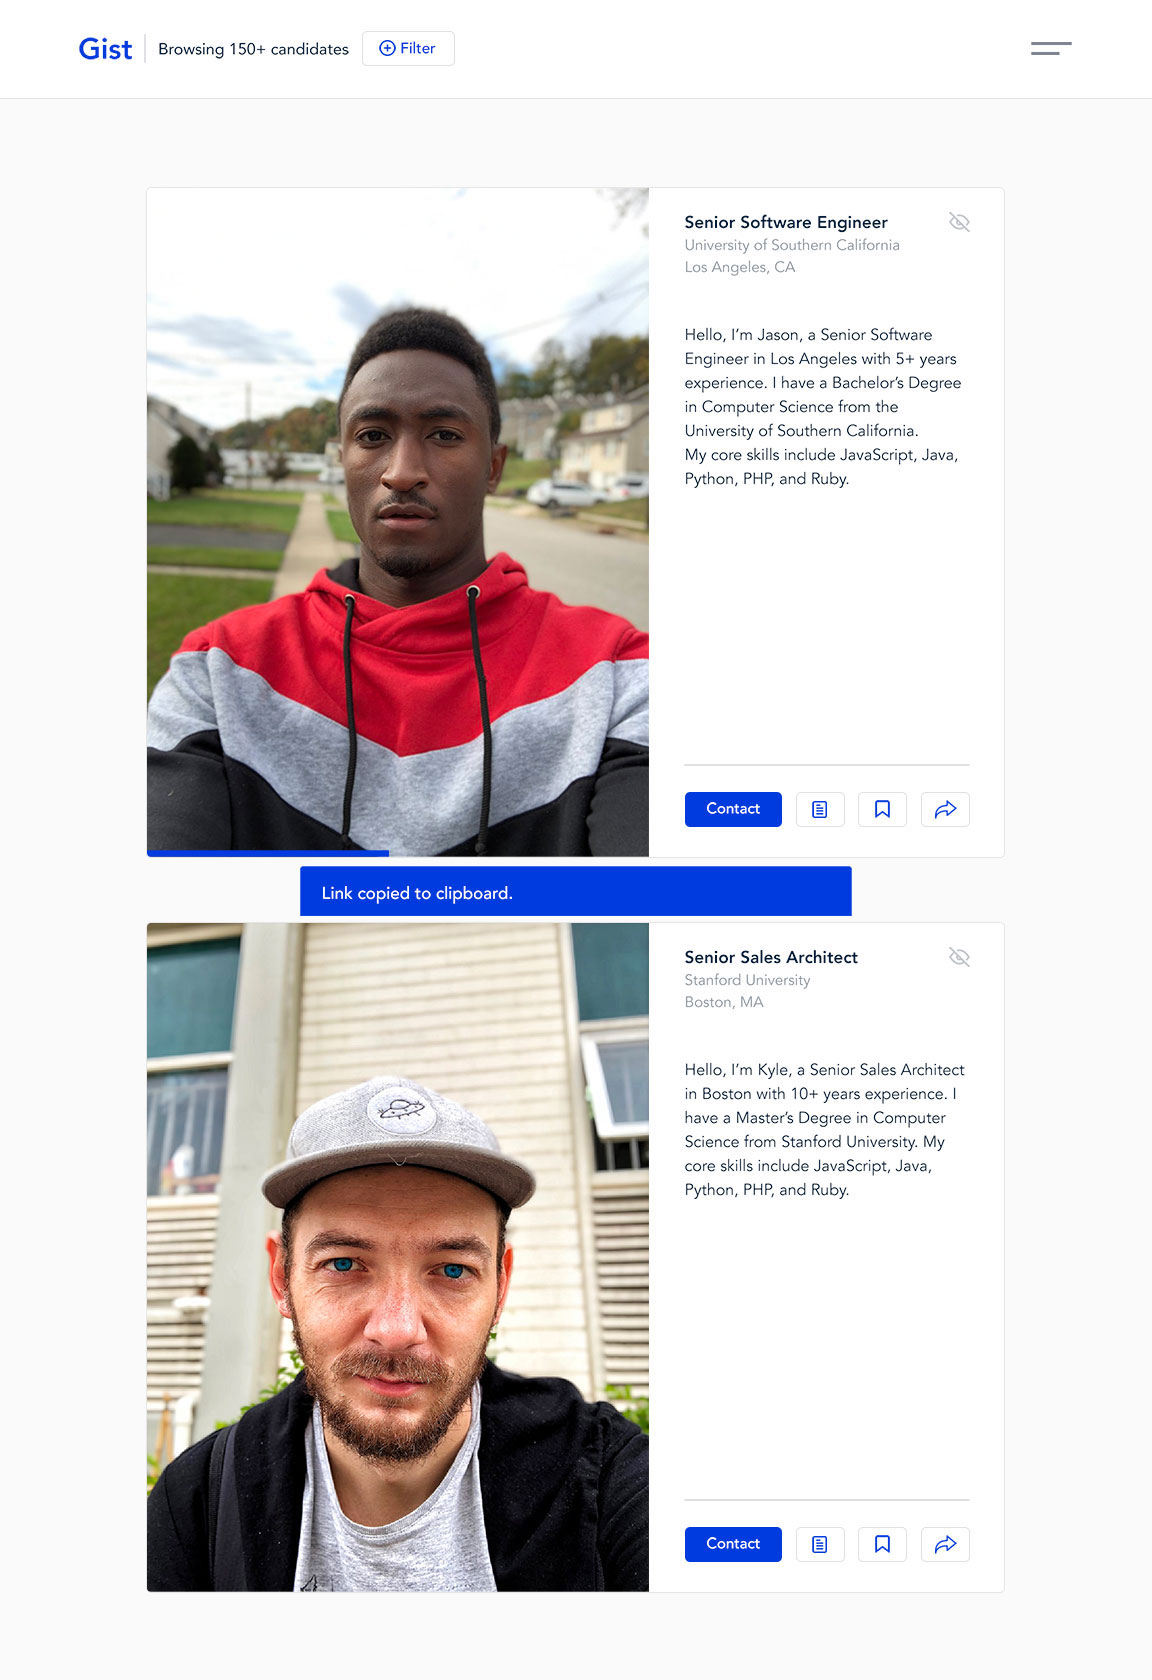 Gist
Browsing 150+ candidates
Filter
Senior Software Engineer
University of Southern California
Los Angeles, CA
Hello, I’m Jason, a Senior Software
Engineer in Los Angeles with 5+ years
experience. I have a Bachelor’s Degree
in Computer Science from the
University of Southern California.
My core skills include JavaScript, Java,
Python, PHP, and Ruby.
Contact
Link copied to clipboard.
Senior Sales Architect
Stanford University
Boston, MA
Hello, I’m Kyle, a Senior Sales Architect
in Boston with 10+ years experience. I
have a Master’s Degree in Computer
Science from Stanford University. My
core skills include JavaScript, Java,
Python, PHP, and Ruby.
Contact